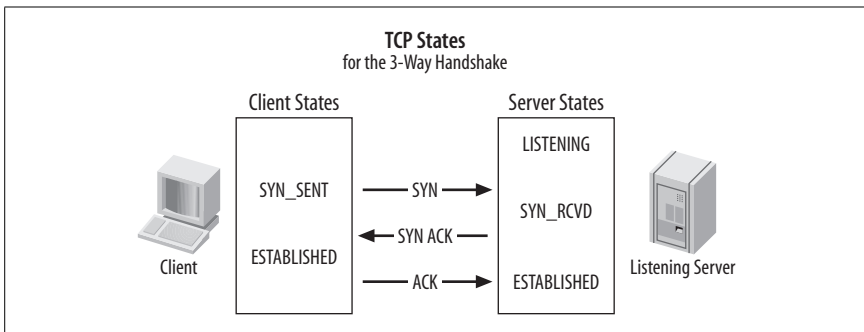 TCP States
for the 3-Way Handshake
Client States
Server States
LISTENING
SYN_SENT
SYN
SYN_RCVD
SYN ACK
ESTABLISHED
ACK
ESTABLISHED
Client
Listening Server